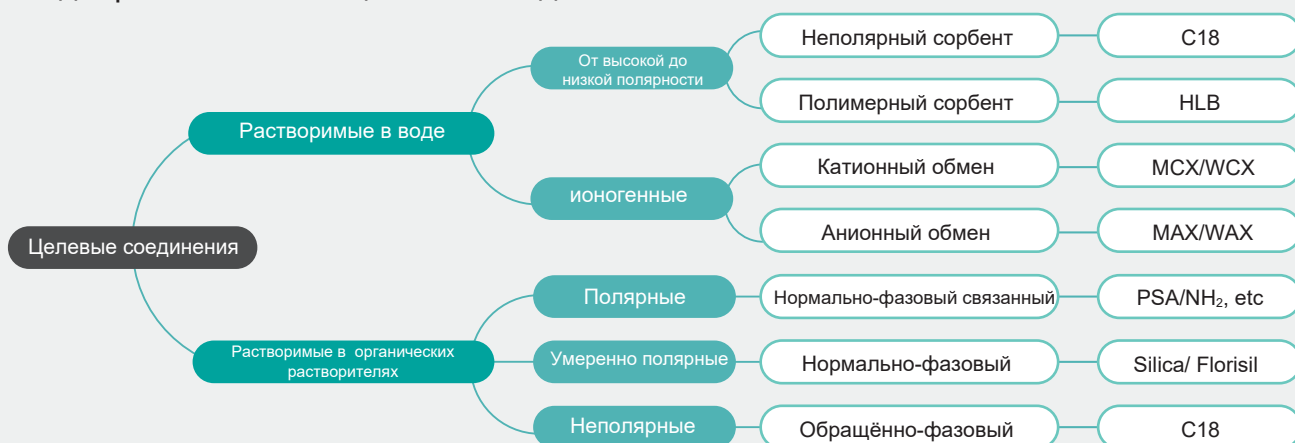 От высокой до
низкой полярности
Неполярный сорбент
C18
Полимерный сорбент
HLB
Растворимые в воде
ионогенные
Катионный обмен
MCX/WCX
Анионный обмен
MAX/WAX
Целевые соединения
Растворимые в органических
растворителях
Полярные
Нормально-фазовый связанный
PSA/NH₂, etc
Умеренно полярные
Нормально-фазовый
Silica/ Florisil
Неполярные
Обращённо-фазовый
C18